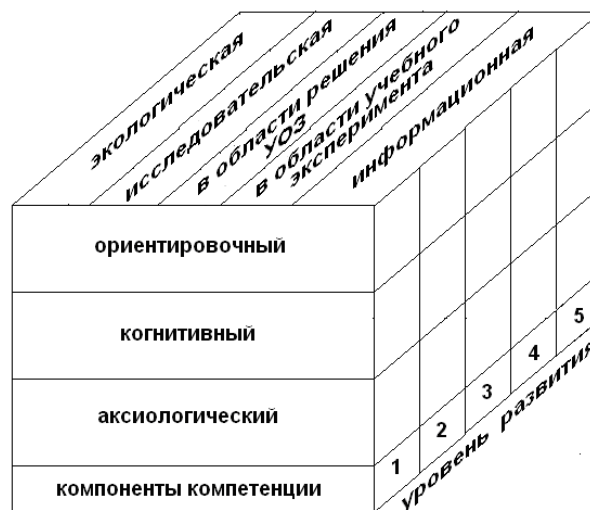 экологическая
исследовательская
в области решения
УОЗ
в области учебного
эксперимента
информационная
ориентировочный
когнитивный
аксиологический
компоненты компетенции
1
2
3
4
5
уровень развития